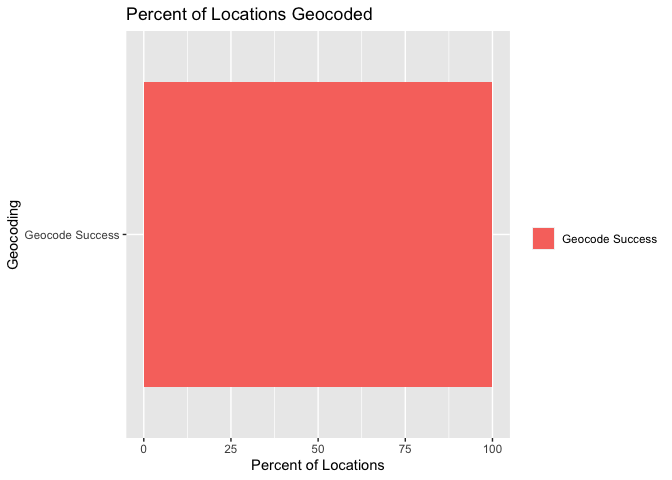 Percent of Locations Geocoded
Geocoding
Geocode Success
Geocode Success
0 25 50 75 100
Percent of Locations